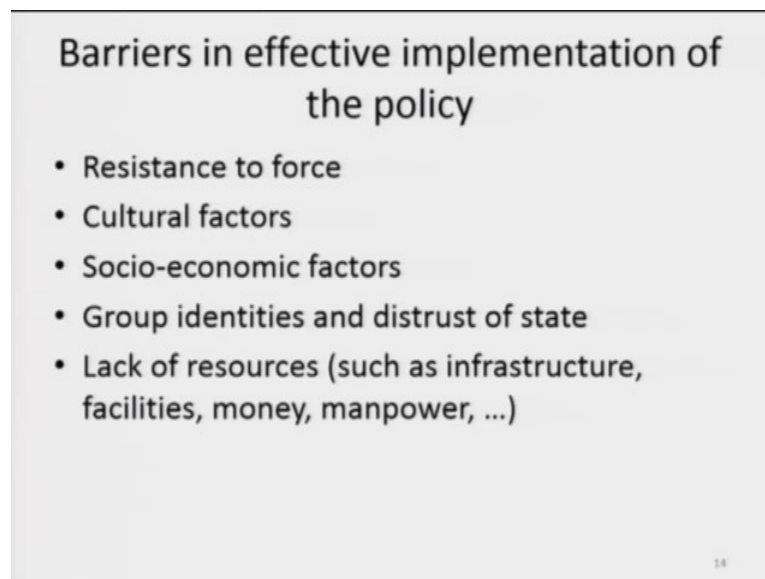 Barriers in effective implementation of
the policy
• Resistance to force
• Cultural factors
• Socio-economic factors
• Group identities and distrust of state
• Lack of resources (such as infrastructure,
facilities, money, manpower, ...)
14